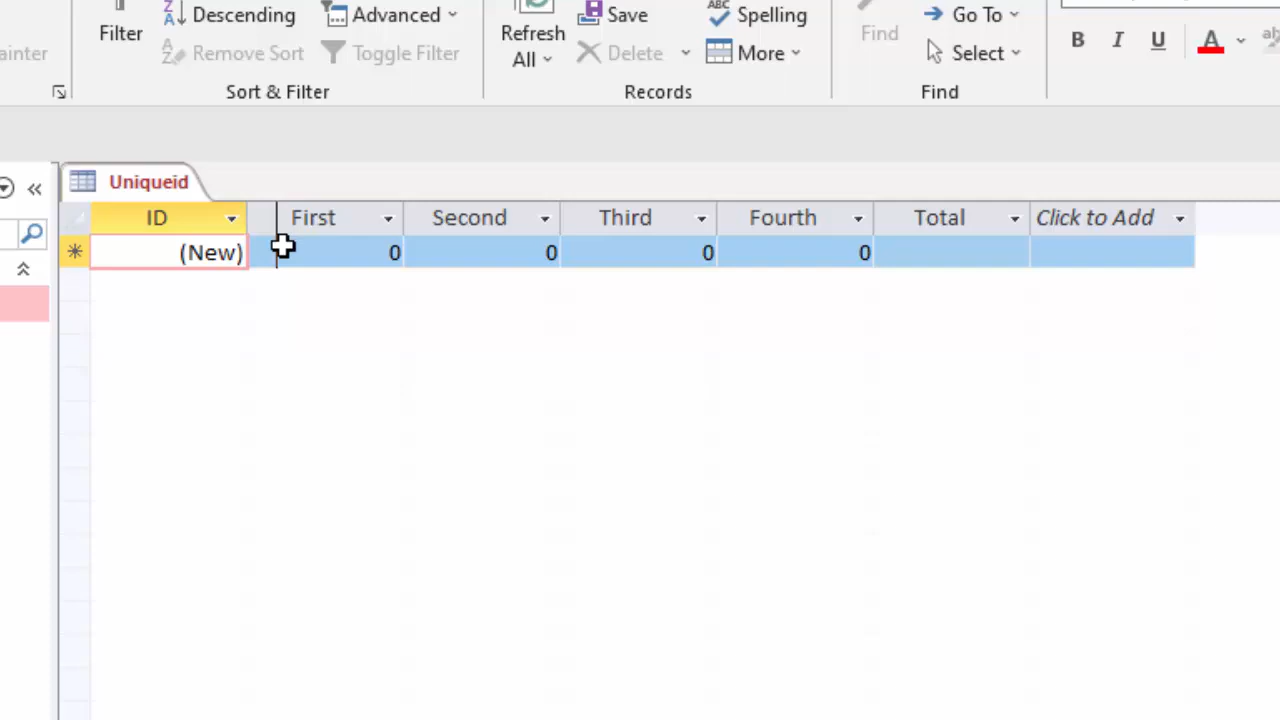 Filter
Descending
Remove Sort
Advanced
Toggle Filter
Sort & Filter
Refresh
All
Save
Delete
Spelling
More
Records
Find
Go To
Select
Find
B I U A
Uniqueid
ID First Second Third Fourth Total Click to Add
* (New) 0 0 0 0